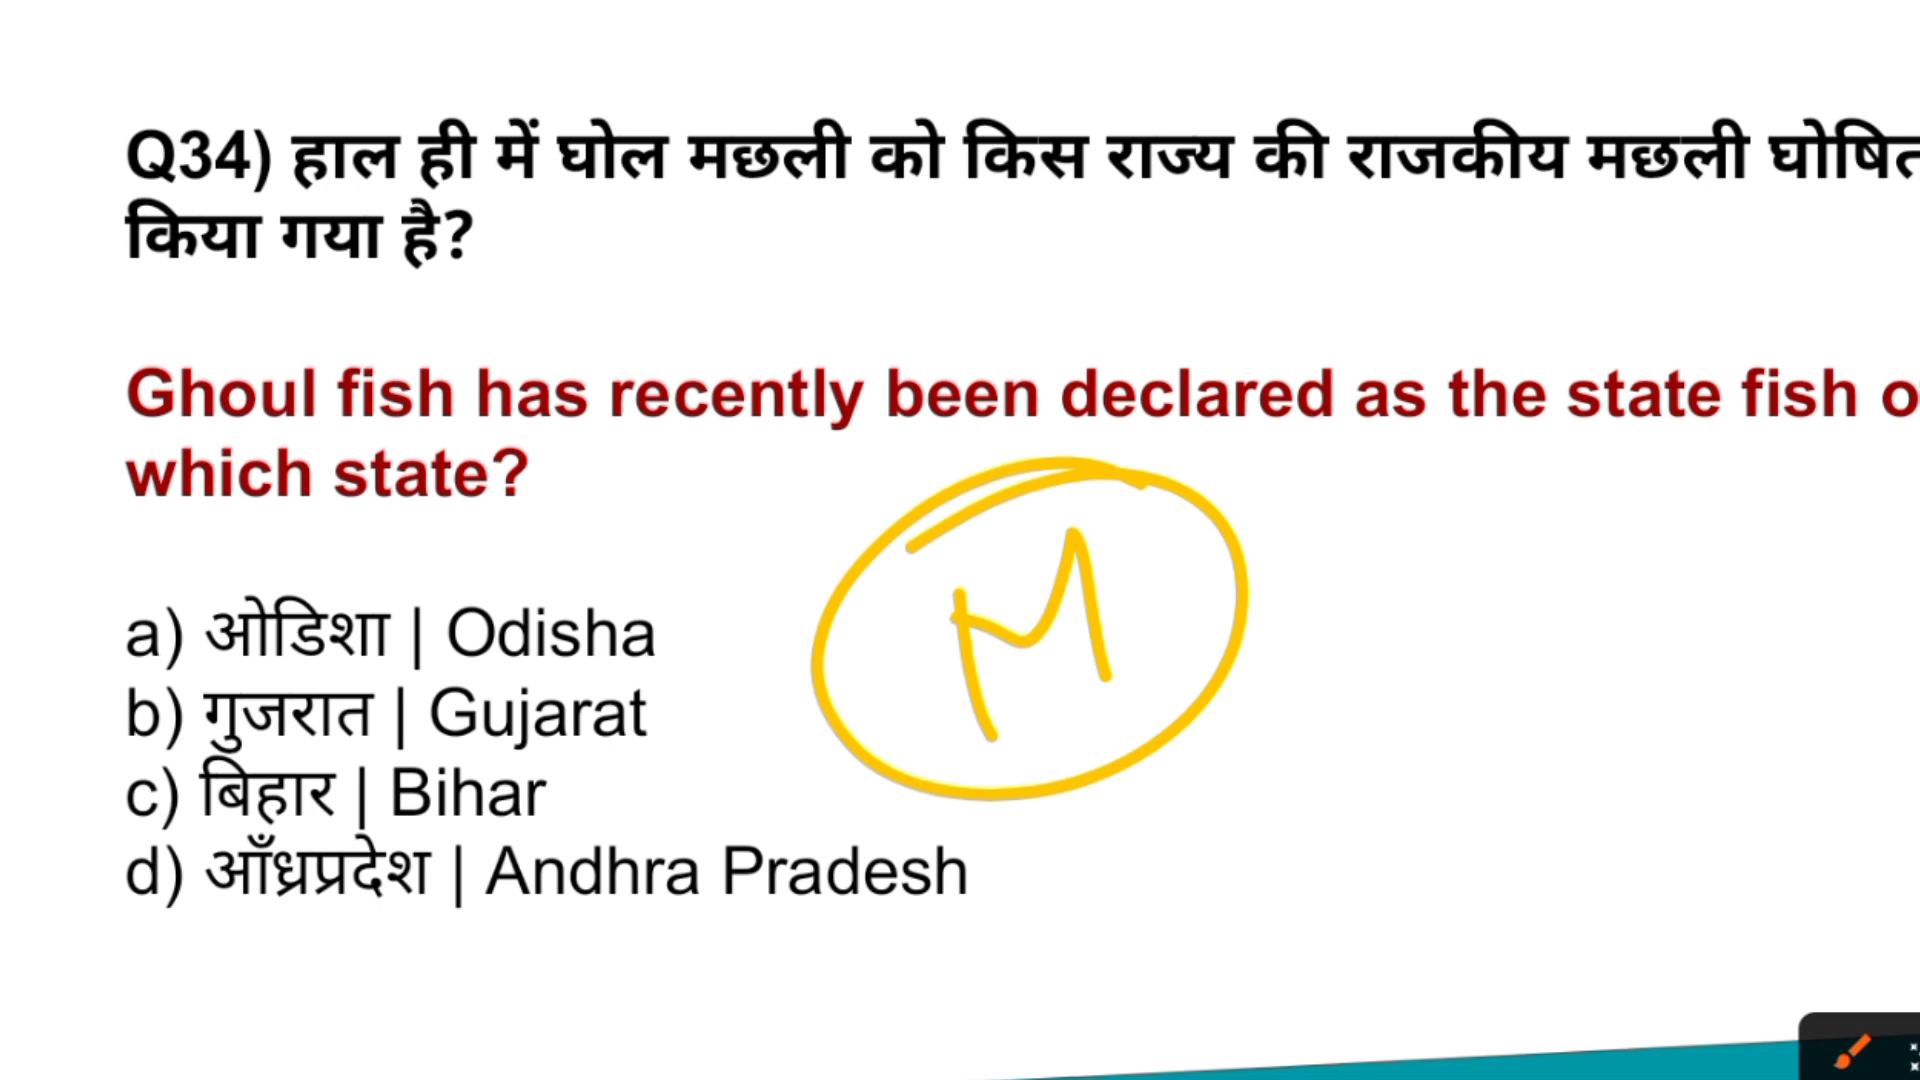 Q34) हाल ही में घोल मछली को किस राज्य की राजकीय मछली घोषित
किया गया है?
Ghoul fish has recently been declared as the state fish o
which state?
M
a) ओडिशा | Odisha
b) गुजरात | Gujarat
c) बिहार | Bihar
d) आँध्रप्रदेश | Andhra Pradesh